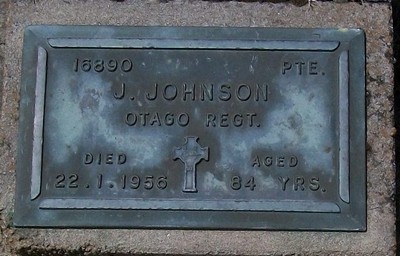 16890 PTE.
J. JOHNSON
OTAGO REGT.
DIED AGED
22.1.1956 84 YRS.